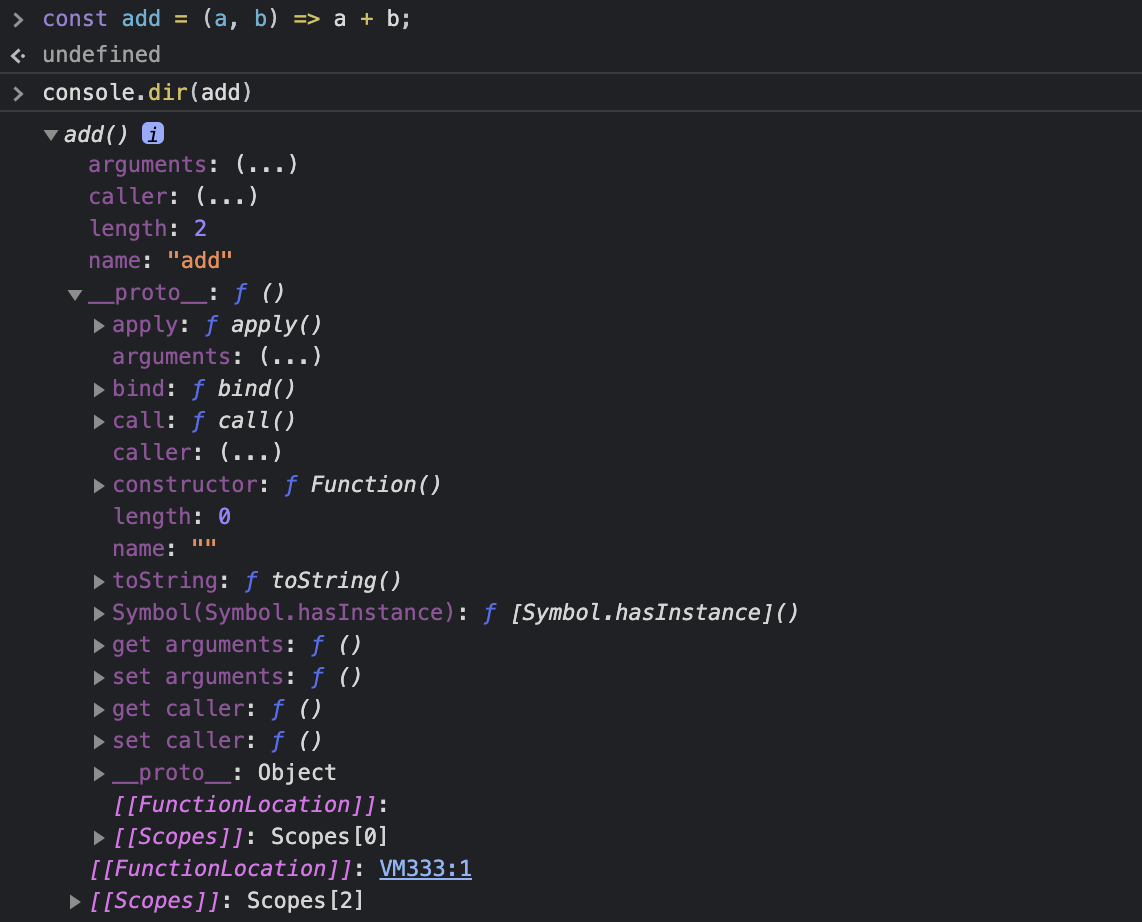 > const add = (a, b) => a + b;
<· undefined
> console.dir(add)
▼ add() i
arguments: (...)
caller: (...)
length: 2
name: "add"
▼ __proto__: ƒ ()
▶ apply: ƒ apply()
arguments: (...)
▶ bind: ƒ bind()
▶ call: ƒ call()
caller: (...)
▶ constructor: ƒ Function()
length: 0
name: ""
▶ toString: ƒ toString()
▶ Symbol(Symbol.hasInstance): ƒ [Symbol.hasInstance]()
▶ get arguments: ƒ ()
▶ set arguments: ƒ ()
▶ get caller: ƒ ()
▶ set caller: ƒ ()
▶ __proto__: Object
[[FunctionLocation]]:
▶ [[Scopes]]: Scopes[0]
[[FunctionLocation]]: VM333:1
▶ [[Scopes]]: Scopes[2]